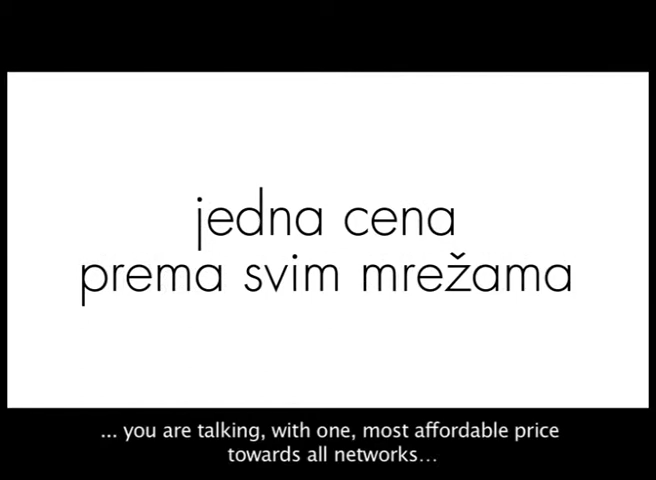 jedna cena
prema svim mrežama
... you are talking, with one, most affordable price
towards all networks...